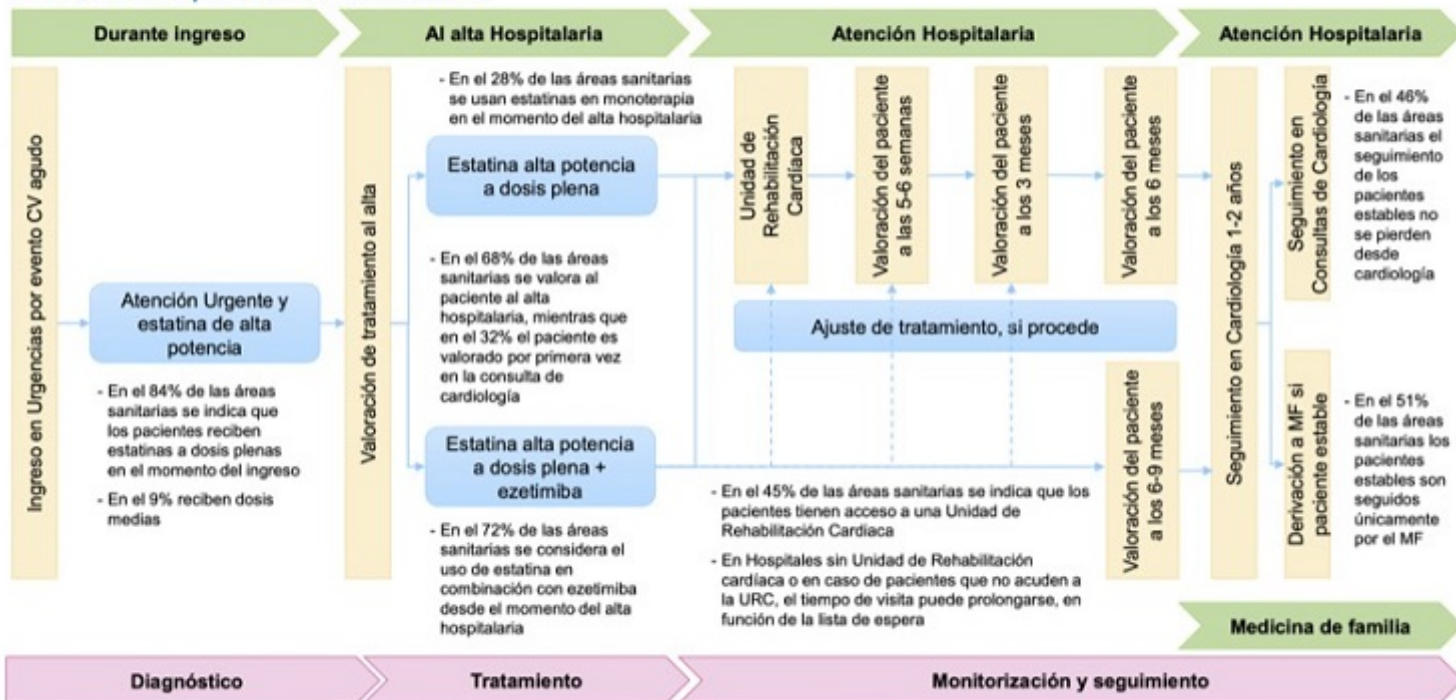 Durante ingreso
Al alta Hospitalaria
Atención Hospitalaria
Atención Hospitalaria
Ingreso en Urgencias por evento CV agudo
Atención Urgente y
estatina de alta
potencia
- En el 84% de las áreas
sanitarias se indica que
los pacientes reciben
estatinas a dosis plenas
en el momento del ingreso
- En el 9% reciben dosis
medias
Valoración de tratamiento al alta
- En el 28% de las áreas sanitarias
se usan estatinas en monoterapia
en el momento del alta hospitalaria
Estatina alta potencia
a dosis plena
- En el 68% de las áreas
sanitarias se valora al
paciente al alta
hospitalaria, mientras que
en el 32% el paciente es
valorado por primera vez
en la consulta de
cardiología
Estatina alta potencia
a dosis plena +
ezetimiba
- En el 72% de las áreas
sanitarias se considera el
uso de estatina en
combinación con
ezetimiba desde el
momento del alta
hospitalaria
Unidad de
Rehabilitación
Cardíaca
Valoración del paciente
a las 5-6 semanas
Valoración del paciente
a los 3 meses
Valoración del paciente
a los 6 meses
Ajuste de tratamiento, si procede
Valoración del paciente
a los 6-9 meses
- En el 45% de las áreas sanitarias se indica que los
pacientes tienen acceso a una Unidad de
Rehabilitación Cardiaca
- En Hospitales sin Unidad de Rehabilitación
cardíaca o en caso de pacientes que no acuden a
la URC, el tiempo de visita puede prolongarse, en
función de la lista de espera
Seguimiento en Cardiología 1-2 años
Seguimiento en
Consultas de Cardiología
- En el 46%
de las áreas
sanitarias el
seguimiento
de los
pacientes
estables no
se pierden
desde
cardiología
Derivación a MF si
paciente estable
- En el 51%
de las áreas
sanitarias los
pacientes
estables son
seguidos
únicamente
por el MF
Medicina de familia
Diagnóstico
Tratamiento
Monitorización y seguimiento